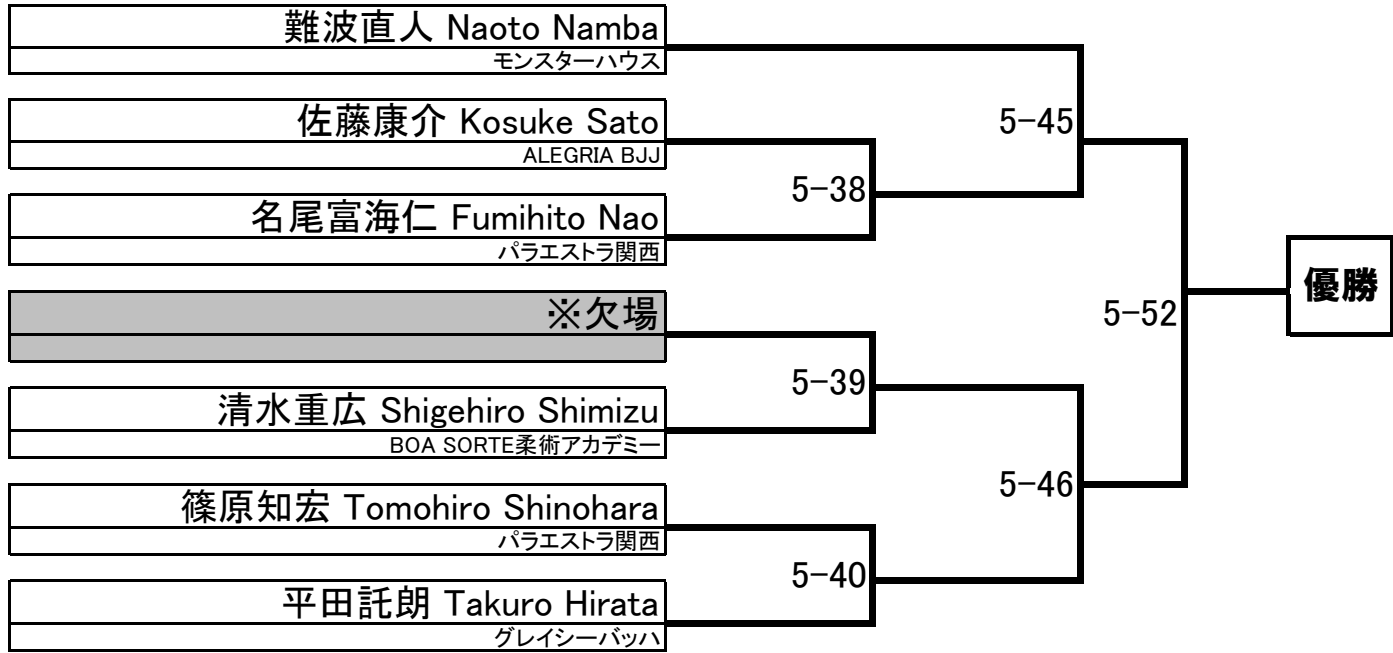 難波直人 Naoto Namba
モンスターハウス
佐藤康介 Kosuke Sato
ALEGRIA BJJ
名尾富海仁 Fumihito Nao
パラエストラ関西
※欠場
清水重広 Shigehiro Shimizu
BOA SORTE柔術アカデミー
篠原知宏 Tomohiro Shinohara
パラエストラ関西
平田託朗 Takuro Hirata
グレイシーバッハ
5-38
5-39
5-40
5-45
5-46
5-52
優勝